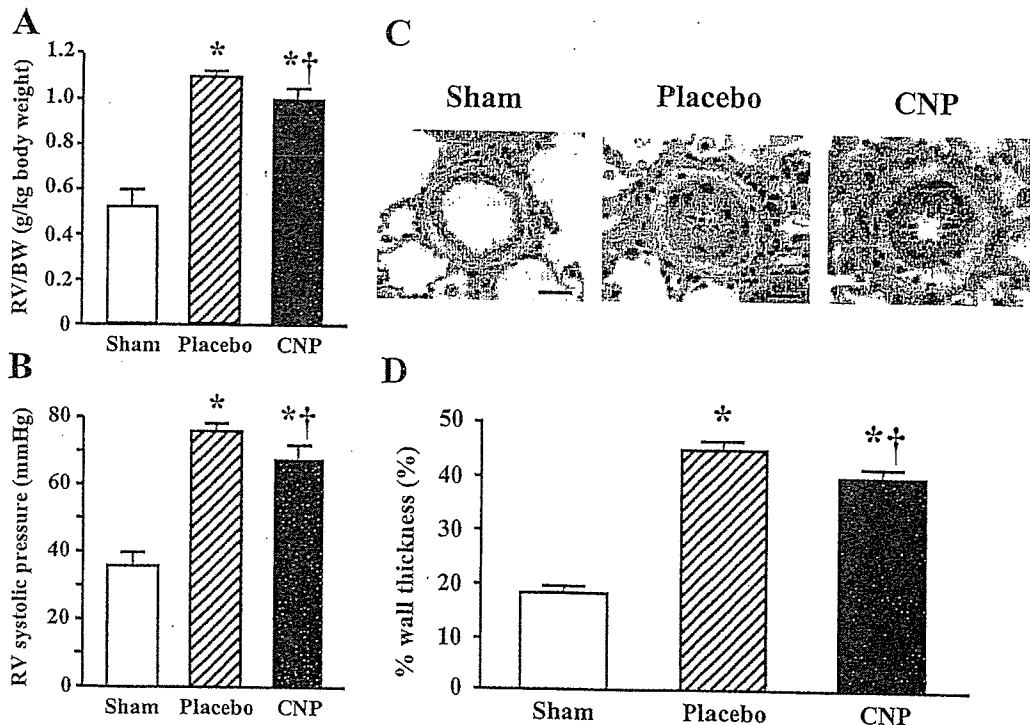 A
RV/BW (g/kg body weight)
1.2
1.0
0.8
0.6
0.4
0.2
0
*
*†
Sham Placebo CNP
B
RV systolic pressure (mmHg)
80
60
40
20
0
*
*†
Sham Placebo CNP
C
Sham Placebo CNP
D
% wall thickness (%)
50
40
30
20
10
0
*
*‡
Sham Placebo CNP